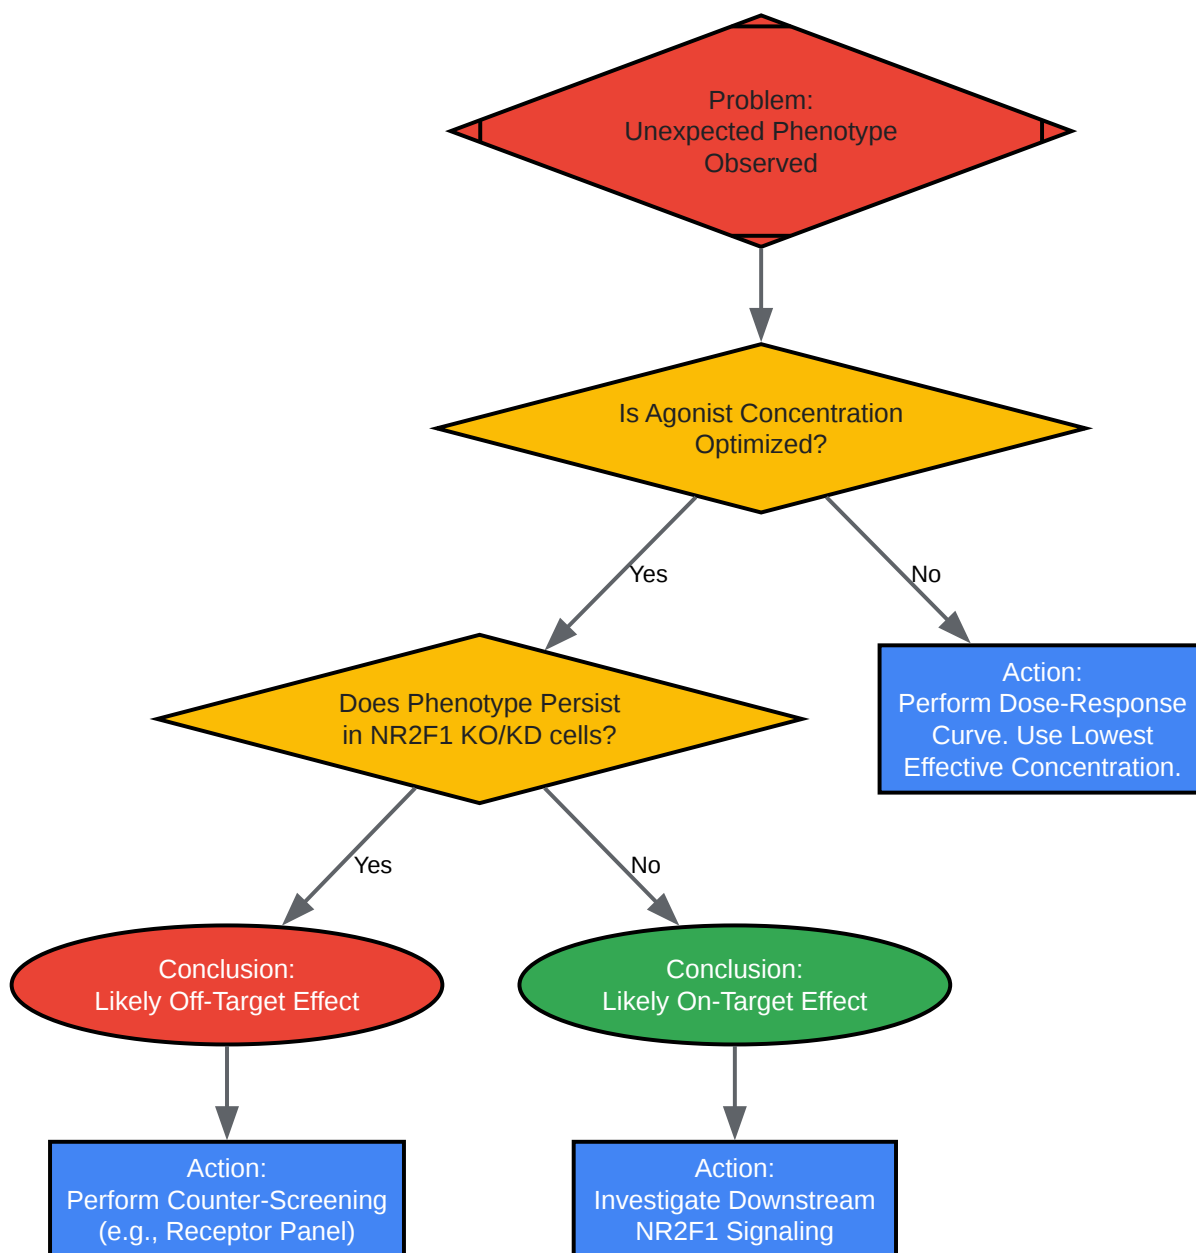 Problem:
Unexpected Phenotype
Observed
Is Agonist Concentration
Optimized?
Yes
No
Does Phenotype Persist
in NR2F1 KO/KD cells?
Action:
Perform Dose-Response
Curve. Use Lowest
Effective Concentration.
Yes
No
Conclusion:
Likely Off-Target Effect
Conclusion:
Likely On-Target Effect
Action:
Perform Counter-Screening
(e.g., Receptor Panel)
Action:
Investigate Downstream
NR2F1 Signaling